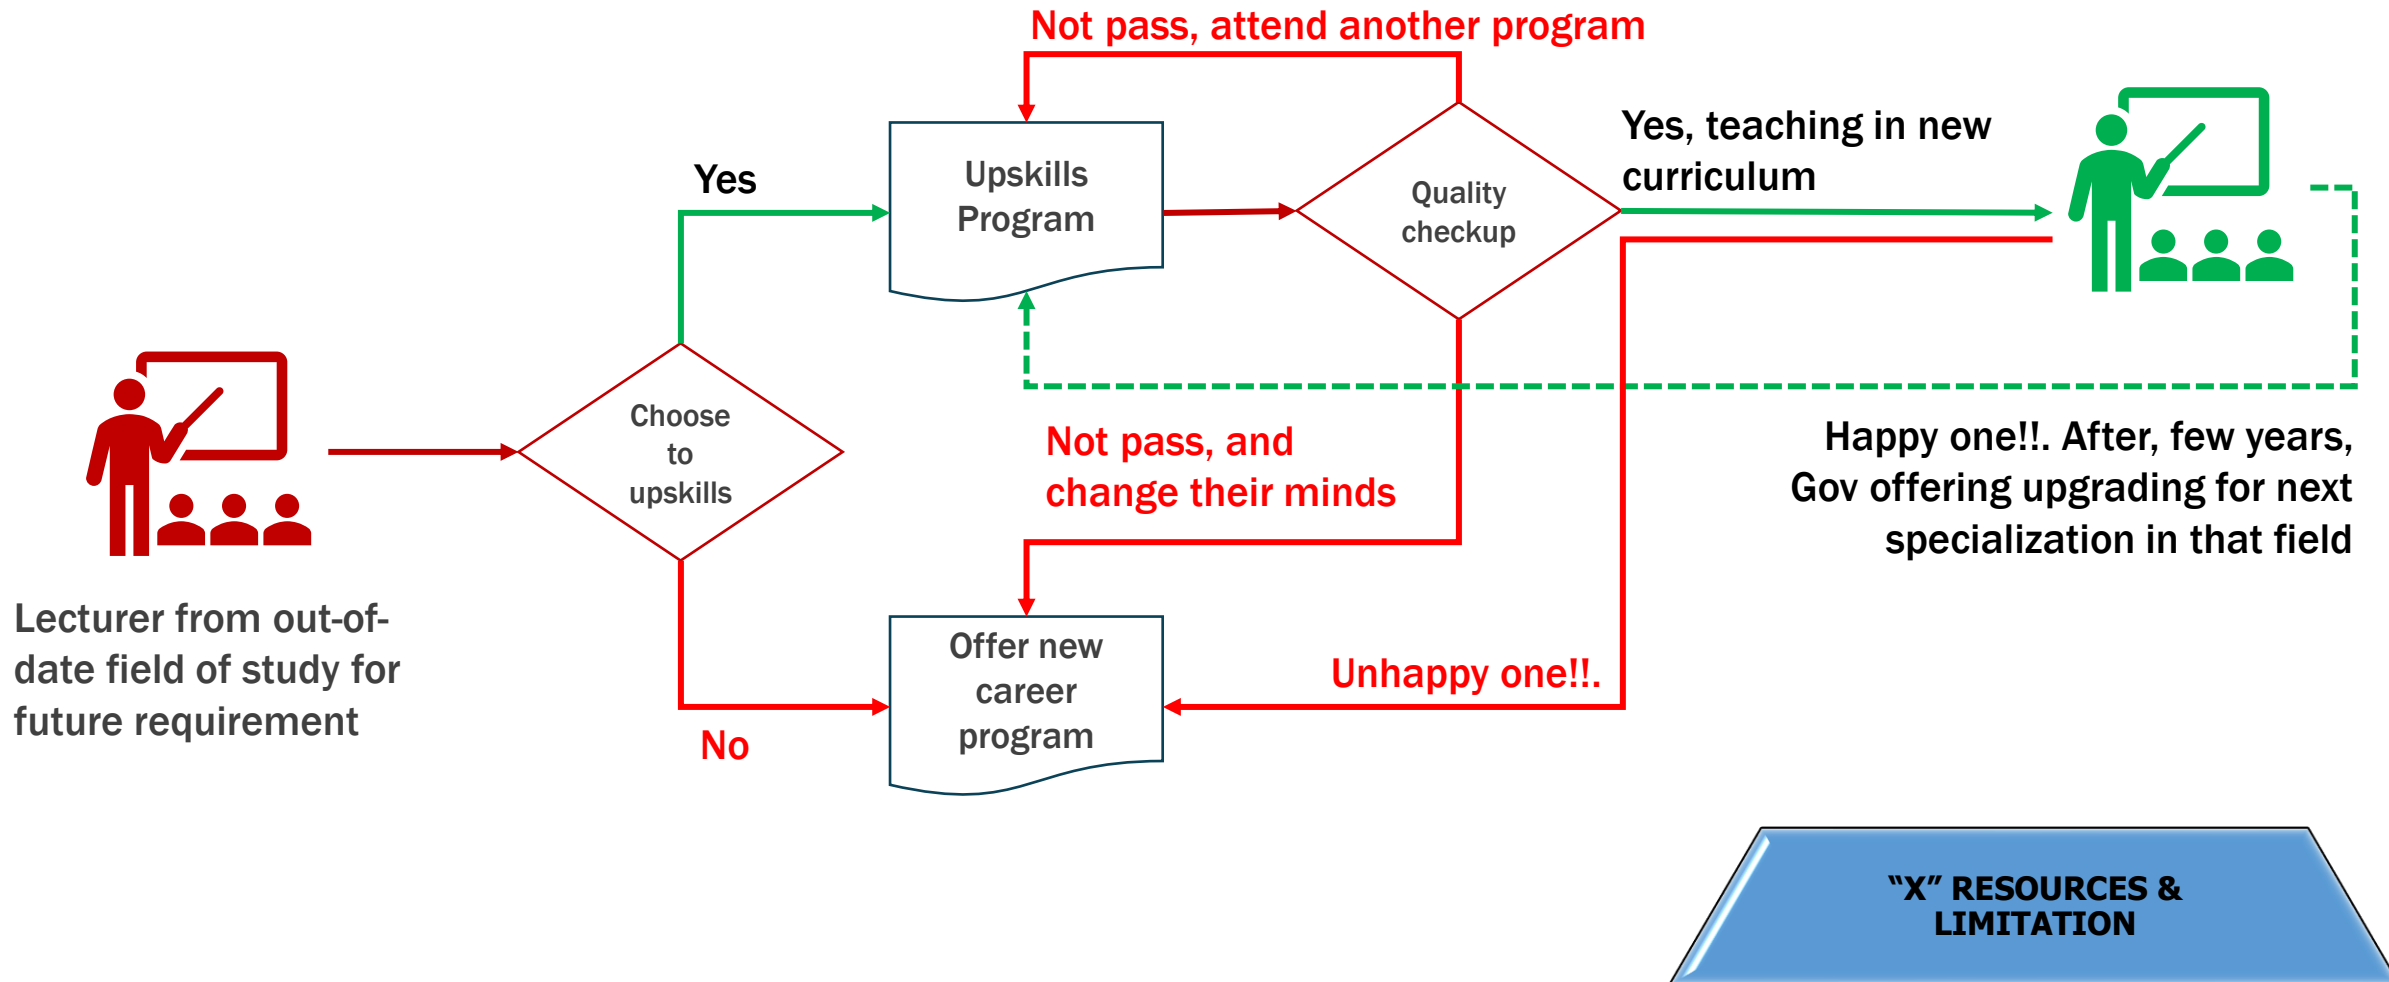 Not pass, attend another program
Yes, teaching in new
curriculum
Yes
Upskills
Program
Quality
checkup
Choose
to
upskills
Not pass, and
change their minds
Happy one!!. After, few years,
Gov offering upgrading for next
specialization in that field
Lecturer from out-of-
date field of study for
future requirement
Offer new
career
program
Unhappy one!!.
No
“X” RESOURCES &
LIMITATION